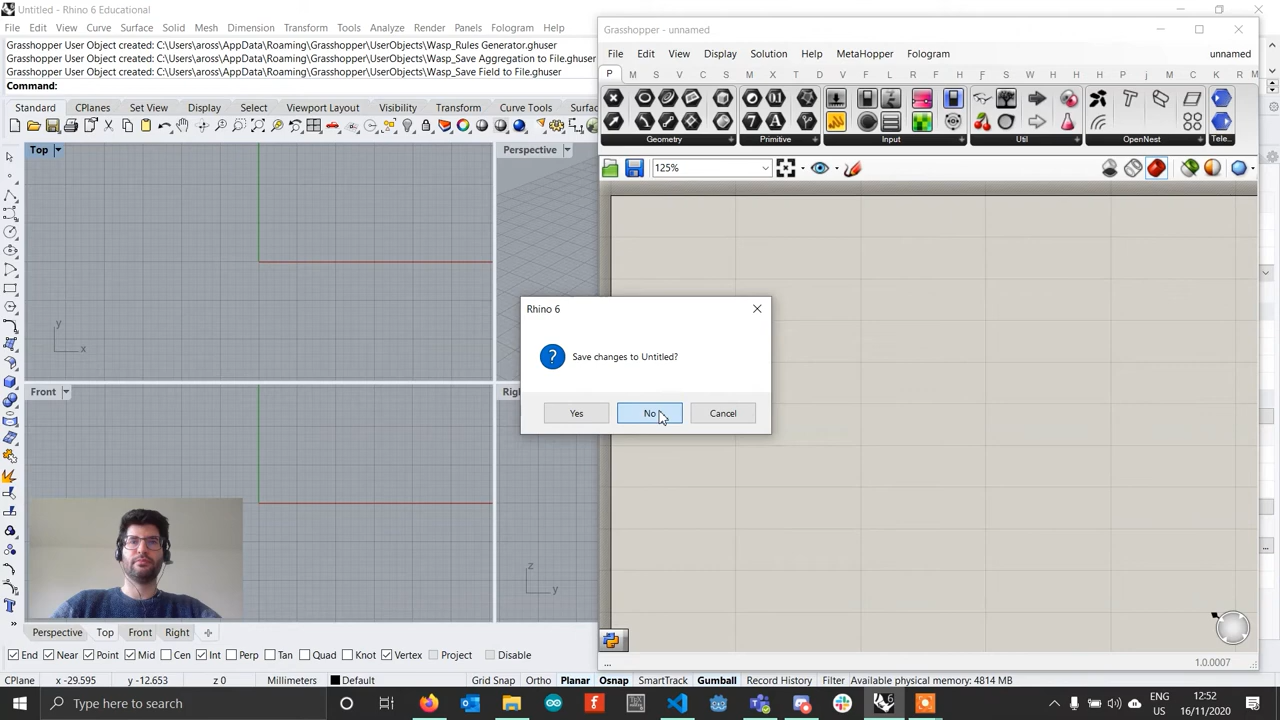 Untitled - Rhino 6 Educational
File Edit View Curve Surface Solid Mesh Dimension Transform Tools Analyze Render Panels Fologram
Grasshopper User Object created: C:\Users\aross\AppData\Roaming\Grasshopper\UserObjects\Wasp_Rules Generator.ghuser
Grasshopper User Object created: C:\Users\aross\AppData\Roaming\Grasshopper\UserObjects\Wasp_Save Aggregation to File.ghuser
Grasshopper User Object created: C:\Users\aross\AppData\Roaming\Grasshopper\UserObjects\Wasp_Save Field to File.ghuser
Command:
Standard CPlanes Set View Display Select Viewport Layout Visibility Transform Curve Tools Surfac
Top
Perspective
y
x
Front
Righ
z
y
Perspective Top Front Right
End Near Point Mid Cen Int Perp Tan Quad Knot Vertex Project Disable
CPlane x -29.595 y -12.653 z 0 Millimeters Default Grid Snap Ortho Planar Osnap SmartTrack Gumball Record History Filter Available physical memory: 4814 MB
Grasshopper - unnamed
File Edit View Display Solution Help MetaHopper Fologram unnamed
P M S V C S M X T D V L P R F A F S T H H H P j M C K R M
Geometry Primitive Input Util OpenNest Tele...
125%
... 1.0.0007
Rhino 6
Save changes to Untitled?
Yes No Cancel
Type here to search
ENG
US
12:52
16/11/2020